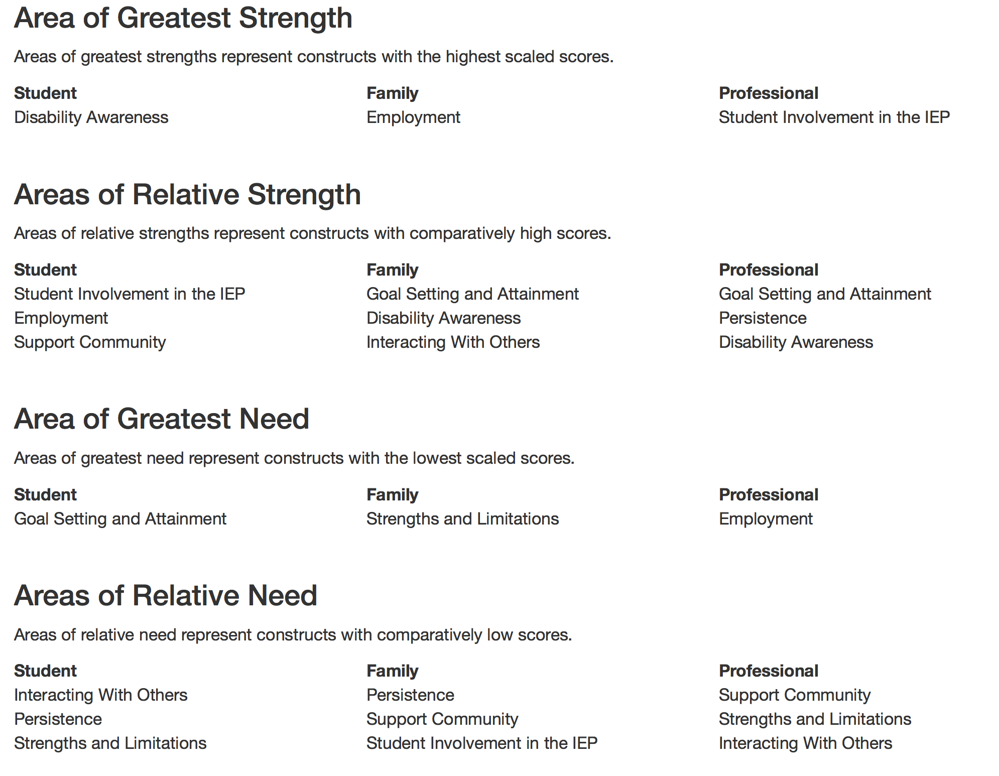 Area of Greatest Strength
Areas of greatest strengths represent constructs with the highest scaled scores.
Student Family Professional
Disability Awareness Employment Student Involvement in the IEP
Areas of Relative Strength
Areas of relative strengths represent constructs with comparatively high scores.
Student Family Professional
Student Involvement in the IEP Goal Setting and Attainment Goal Setting and Attainment
Employment Disability Awareness Persistence
Support Community Interacting With Others Disability Awareness
Area of Greatest Need
Areas of greatest need represent constructs with the lowest scaled scores.
Student Family Professional
Goal Setting and Attainment Strengths and Limitations Employment
Areas of Relative Need
Areas of relative need represent constructs with comparatively low scores.
Student Family Professional
Interacting With Others Persistence Support Community
Persistence Support Community Strengths and Limitations
Strengths and Limitations Student Involvement in the IEP Interacting With Others